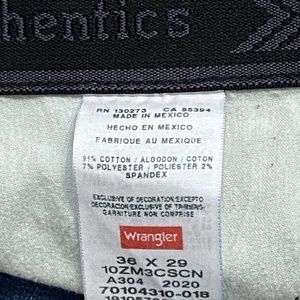 hentics
RN 130273 CA 55394
MADE IN MEXICO
HECHO EN MEXICO
FABRIQUE AU MEXIQUE
91% COTTON / ALGODON / COTON
7% POLYESTER / POLIESTER 2%
SPANDEX
EXCLUSIVE OF DECORATION/EXCEPTO
DECORACION/EXCLUSIVE OF TRIMMING/
GARNITURE NON COMPRISE
Wrangler
36 X 29
10ZM3CSCN
A304 2020
70104310-018